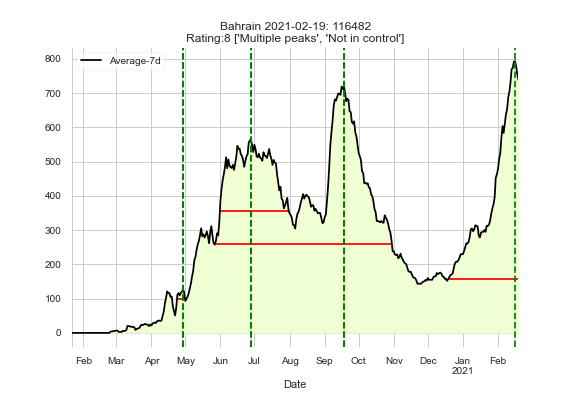 Bahrain 2021-02-19: 116482
Rating:8 ['Multiple peaks', 'Not in control']
Average-7d
800
700
600
500
400
300
200
100
0
Feb Mar Apr May Jun Jul Aug Sep Oct Nov Dec Jan Feb
2021
Date